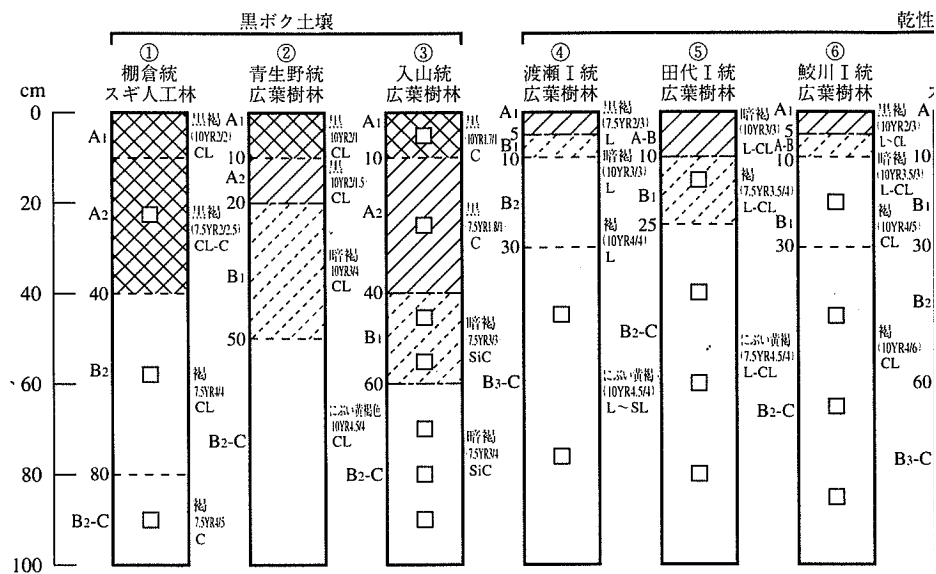 黒ボク土壌
乾性
①
棚倉統
スギ人工林
②
青生野統
広葉樹林
③
入山統
広葉樹林
④
渡瀬Ⅰ統
広葉樹林
⑤
田代Ⅰ統
広葉樹林
⑥
鮫川Ⅰ統
広葉樹林
cm
0
20
40
60
80
100
A1
10
A2
40
B2
80
B2-C
黒褐
(10YR2/2)
CL
黒褐
(7.5YR2/2.5)
CL-C
褐
7.5YR4/4
CL
褐
7.5YR4/5
C
A1
10
A2
20
B1
50
B2-C
黒
(10YR2/1)
CL
黒
10YR2/1.5
CL
暗褐
10YR3/4
CL
にぶい黄褐色
10YR4.5/4
CL
A1
10
A2
40
B1
60
B2-C
黒
(10YR1.7/1)
C
黒
7.5YR1.8/1
C
暗褐
7.5YR3/3
SiC
暗褐
7.5YR3/4
SiC
A1
5
B1
10
B2
30
B3-C
黒褐
(7.5YR2/3)
L
暗褐
(10YR3/3)
L
褐
(10YR4/4)
L
にぶい黄褐
(10YR4.5/4)
L~SL
A1
A-B
10
B1
25
B2-C
暗褐
(10YR3/3)
L-CL
褐
(7.5YR3.5/4)
L-CL
にぶい黄褐
(7.5YR4.5/4)
L-CL
A1
5
A-B
10
B1
30
B2-C
黒褐
(10YR2/3)
L~CL
暗褐
(10YR3.5/3)
L-CL
褐
(10YR4/5)
CL
褐
(10YR4/6)
CL
A
10
B1
30
B2
60
B3-C